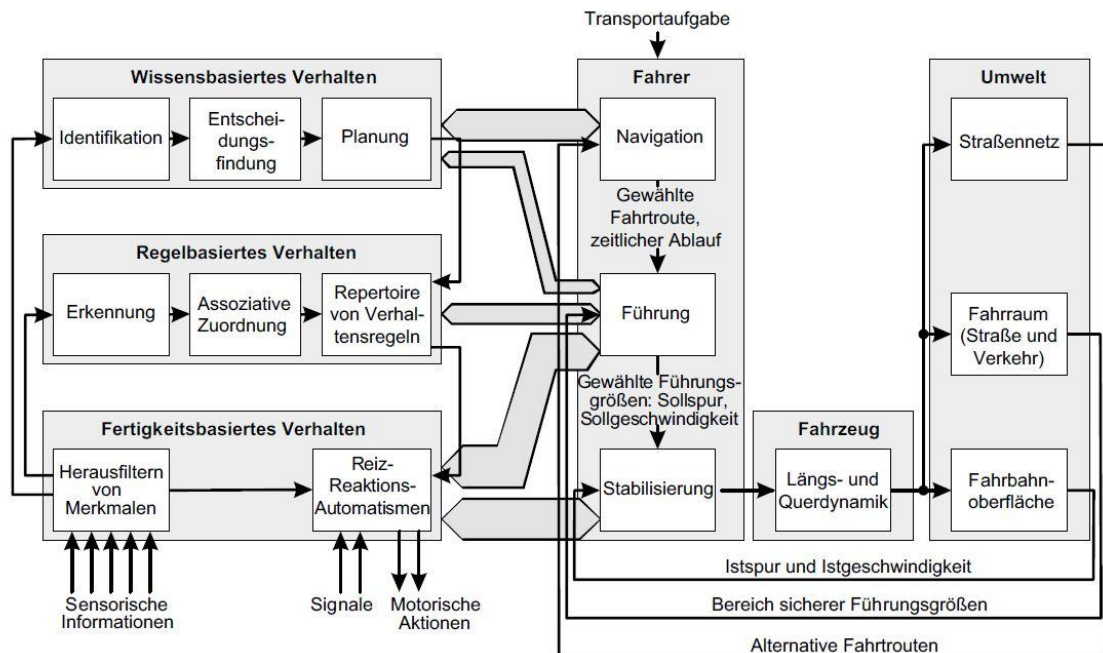 Transportaufgabe
Wissensbasiertes Verhalten
Identifikation
Entschei-
dungs-
findung
Planung
Regelbasiertes Verhalten
Erkennung
Assoziative
Zuordnung
Repertoire
von Verhal-
tensregeln
Fertigkeitsbasiertes Verhalten
Herausfiltern
von
Merkmalen
Reiz-
Reaktions-
Automatismen
Sensorische
Informationen
Signale
Motorische
Aktionen
Fahrer
Navigation
Gewählte
Fahrtroute,
zeitlicher Ablauf
Führung
Gewählte Führungs-
größen: Sollspur,
Sollgeschwindigkeit
Stabilisierung
Fahrzeug
Längs- und
Querdynamik
Umwelt
Straßennetz
Fahrraum
(Straße und
Verkehr)
Fahrbahn-
oberfläche
Istspur und Istgeschwindigkeit
Bereich sicherer Führungsgrößen
Alternative Fahrtrouten